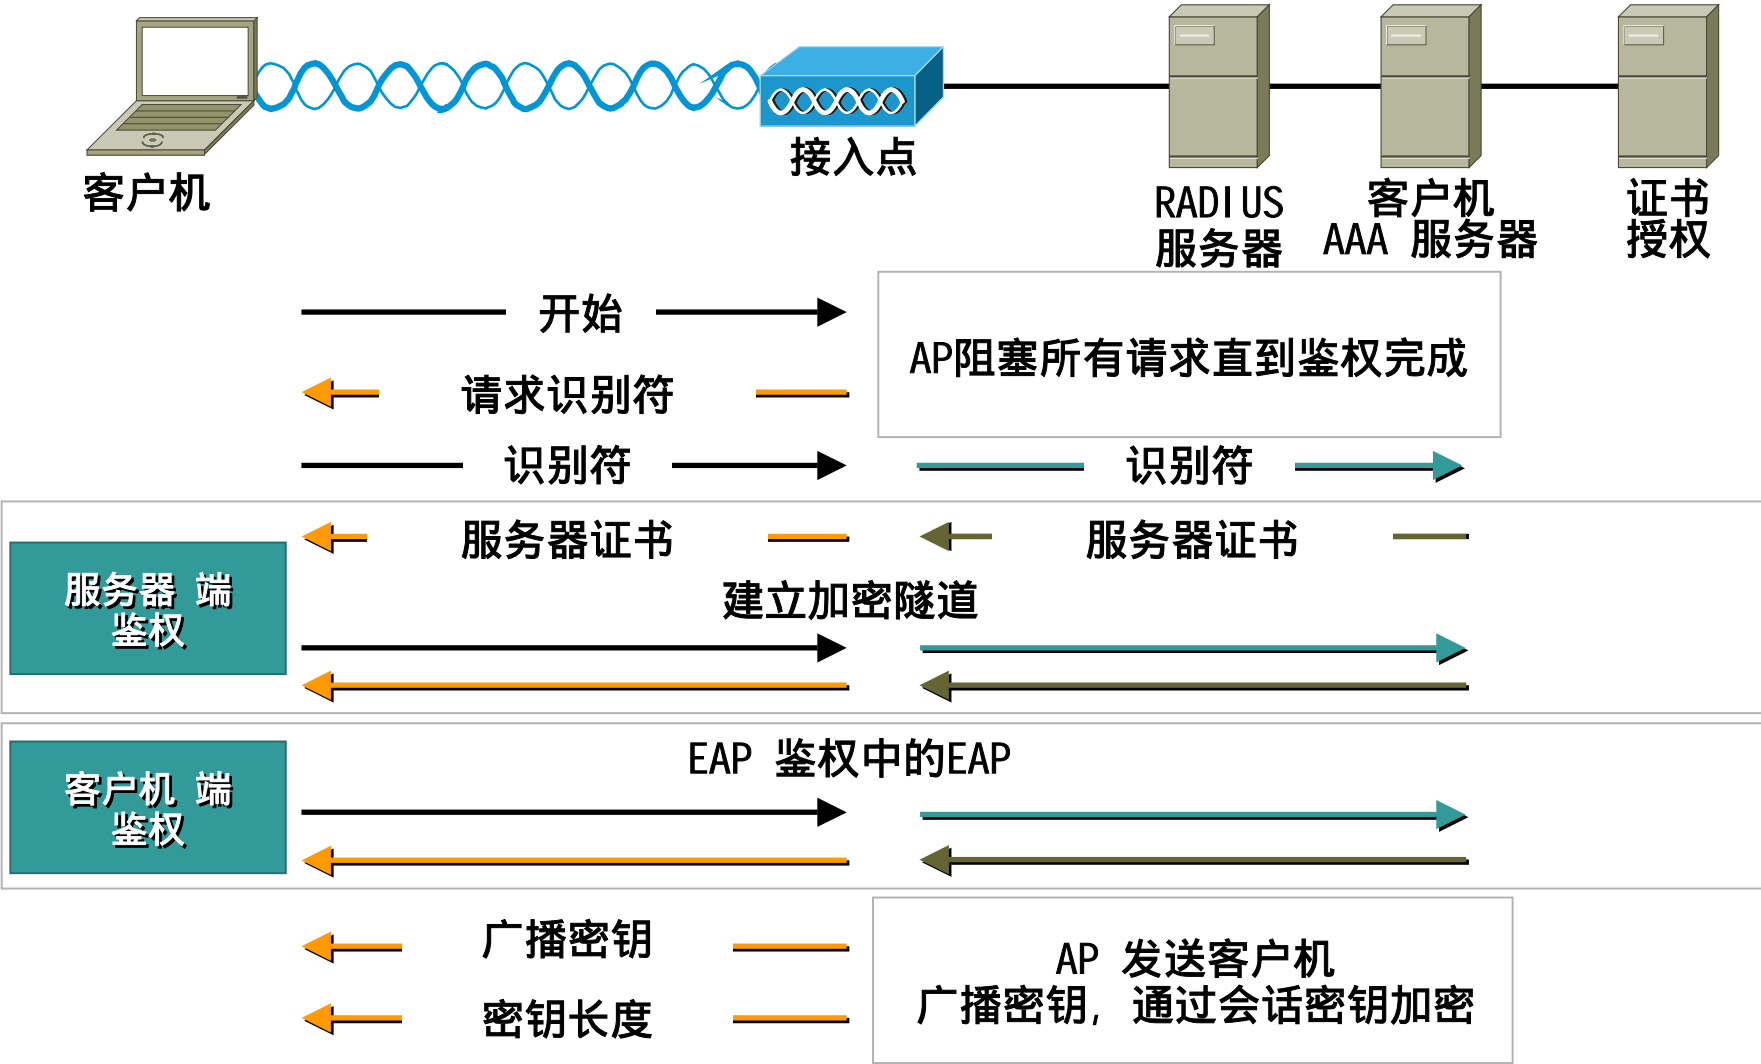 客户机
接入点
RADIUS
服务器
客户机
AAA 服务器
证书
授权
开始
AP阻塞所有请求直到鉴权完成
请求识别符
识别符
识别符
服务器证书
服务器证书
服务器 端
鉴权
建立加密隧道
EAP 鉴权中的EAP
客户机 端
鉴权
广播密钥
密钥长度
AP 发送客户机
广播密钥, 通过会话密钥加密